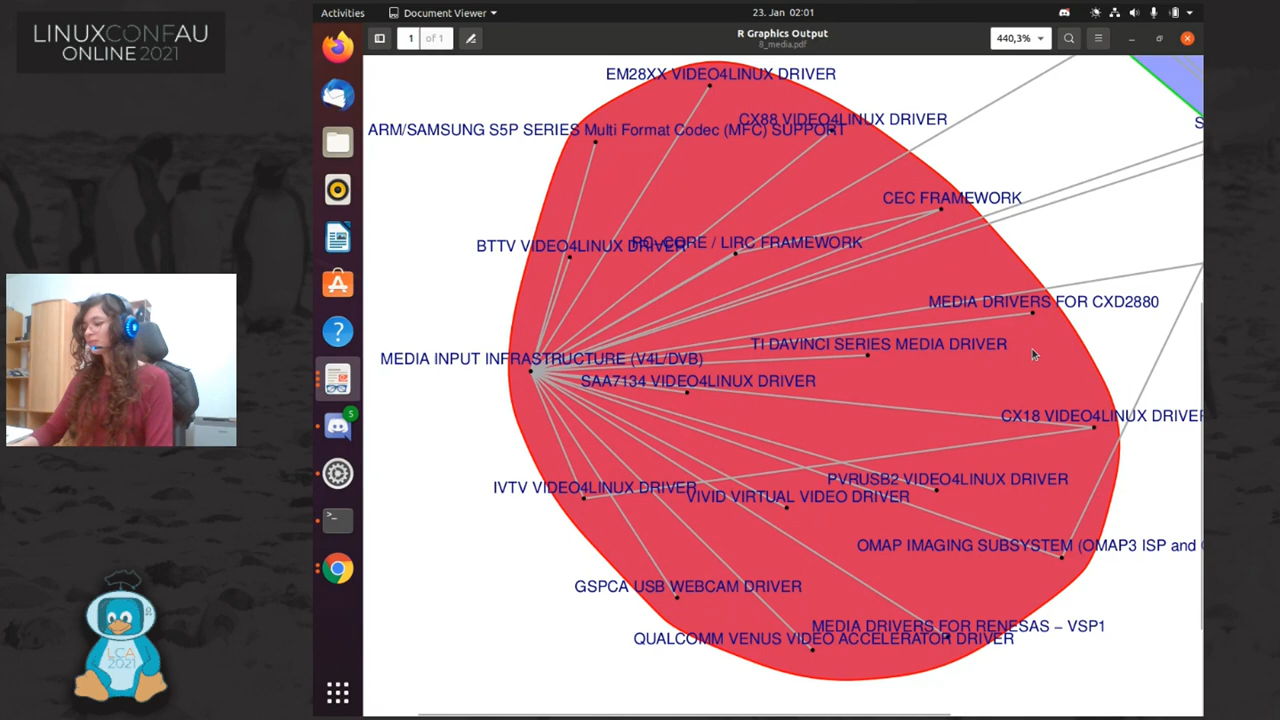 LINUXCONFAU
ONLINE 2021
Activities
Document Viewer
23. Jan 02:01
1 of 1
R Graphics Output
8_media.pdf
440,3%
EM28XX VIDEO4LINUX DRIVER
CX88 VIDEO4LINUX DRIVER
ARM/SAMSUNG S5P SERIES Multi Format Codec (MFC) SUPPORT
S
CEC FRAMEWORK
RC-CORE / LIRC FRAMEWORK
BTTV VIDEO4LINUX DRIVER
MEDIA DRIVERS FOR CXD2880
TI DAVINCI SERIES MEDIA DRIVER
MEDIA INPUT INFRASTRUCTURE (V4L/DVB)
SAA7134 VIDEO4LINUX DRIVER
CX18 VIDEO4LINUX DRIVER
5
PVRUSB2 VIDEO4LINUX DRIVER
IVTV VIDEO4LINUX DRIVER
VIVID VIRTUAL VIDEO DRIVER
OMAP IMAGING SUBSYSTEM (OMAP3 ISP and
GSPCA USB WEBCAM DRIVER
MEDIA DRIVERS FOR RENESAS – VSP1
QUALCOMM VENUS VIDEO ACCELERATOR DRIVER
LCA
2021